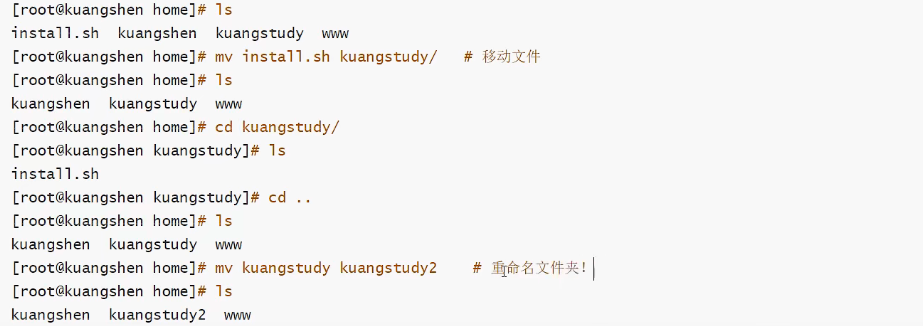 [root@kuangshen home]# ls
install.sh  kuangshen  kuangstudy  www
[root@kuangshen home]# mv install.sh kuangstudy/   # 移动文件
[root@kuangshen home]# ls
kuangshen  kuangstudy  www
[root@kuangshen home]# cd kuangstudy/
[root@kuangshen kuangstudy]# ls
install.sh
[root@kuangshen kuangstudy]# cd ..
[root@kuangshen home]# ls
kuangshen  kuangstudy  www
[root@kuangshen home]# mv kuangstudy kuangstudy2    # 重命名文件夹!
[root@kuangshen home]# ls
kuangshen  kuangstudy2  www